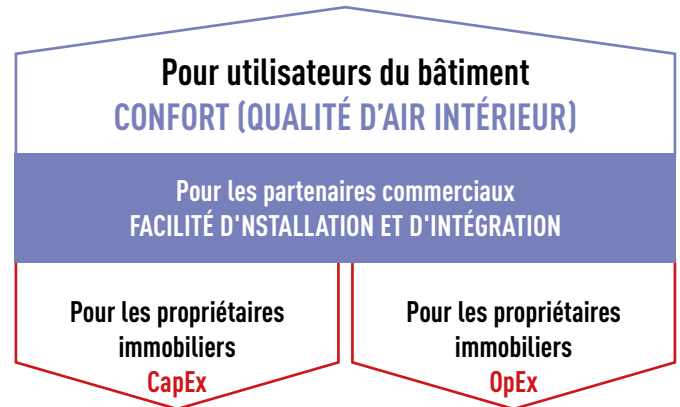 Pour utilisateurs du bâtiment
CONFORT (QUALITÉ D'AIR INTÉRIEUR)
Pour les partenaires commerciaux
FACILITÉ D'NSTALLATION ET D'INTÉGRATION
Pour les propriétaires
immobiliers
CapEx
Pour les propriétaires
immobiliers
OpEx